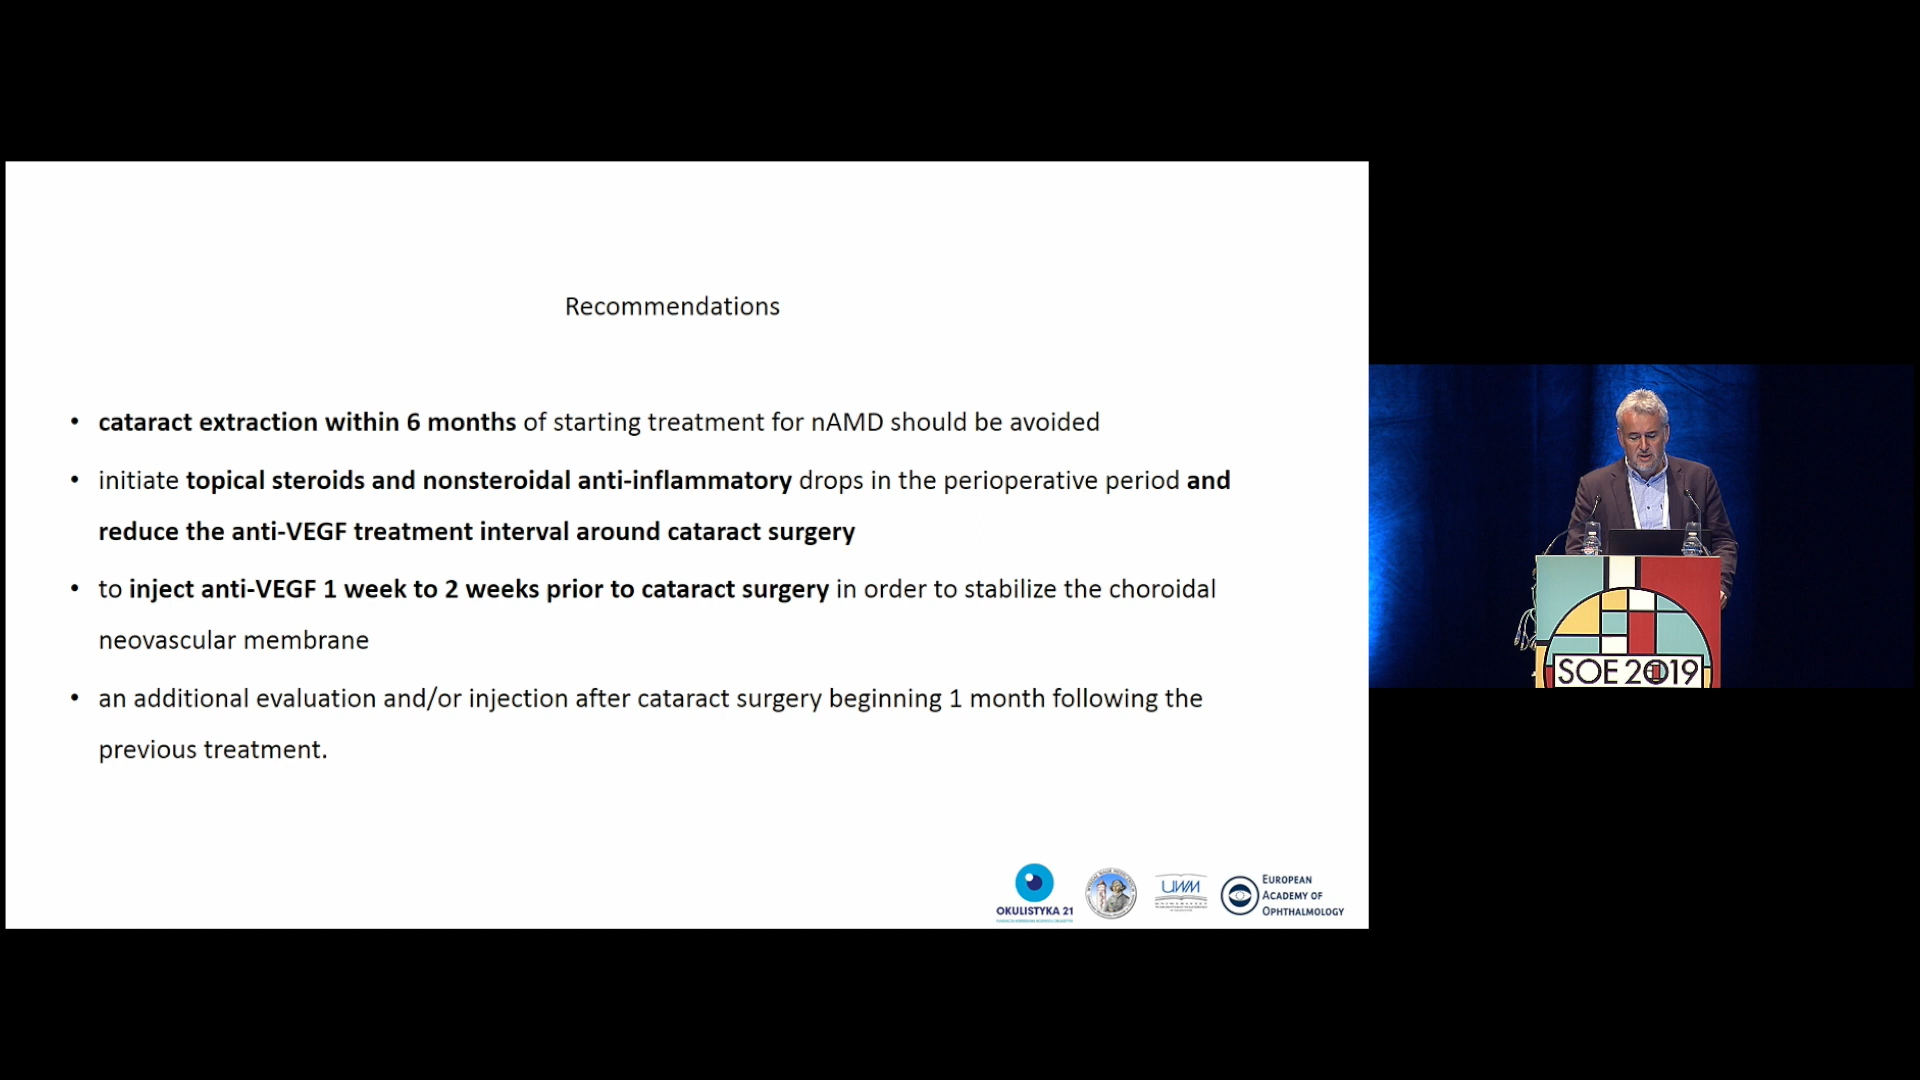 Recommendations
• cataract extraction within 6 months of starting treatment for nAMD should be avoided
• initiate topical steroids and nonsteroidal anti-inflammatory drops in the perioperative period and
reduce the anti-VEGF treatment interval around cataract surgery
• to inject anti-VEGF 1 week to 2 weeks prior to cataract surgery in order to stabilize the choroidal
neovascular membrane
• an additional evaluation and/or injection after cataract surgery beginning 1 month following the
previous treatment.
OKULISTYKA 21
UWM
EUROPEAN
ACADEMY OF
OPHTHALMOLOGY
SOE 2019